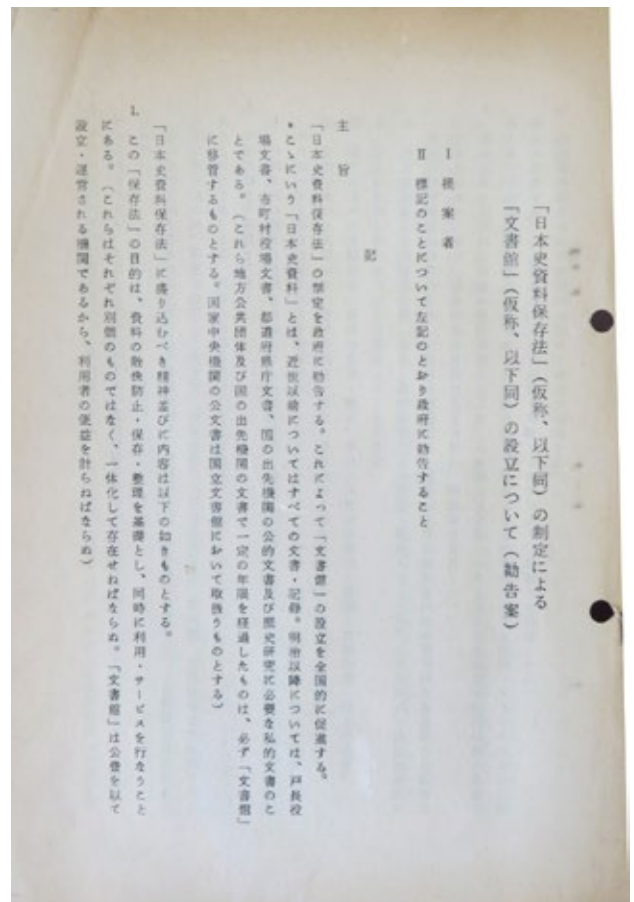 「日本史資料保存法」(仮称、以下同)の制定による
「文書館」(仮称、以下同)の設立について(勧告案)
I 提案者
II 標記のことについて左記のとおり政府に勧告すること
記
主旨
「日本史資料保存法」の制定を政府に勧告する。これによって「文書館」の設立を全国的に促進する。
*こゝにいう「日本史資料」とは、近世以前についてはすべての文書・記録。明治以降については、戸長役
場文書、市町村役場文書、都道府県庁文書、国の出先機関の公的文書及び歴史研究に必要な私的文書のこ
とである。(これら地方公共団体及び国の出先機関の文書で一定の年限を経過したものは、必ず「文書館」
に移管するものとする。国家中央機関の公文書は国立文書館において取扱うものとする)
「日本史資料保存法」に盛り込むべき精神並びに内容は以下の如きものとする。
1. この「保存法」の目的は、資料の散佚防止・保存・整理を基礎とし、同時に利用・サービスを行なうこと
にある。(これらはそれぞれ別個のものではなく、一体化して存在せねばならぬ。「文書館」は公費を以て
設立・運営される機関であるから、利用者の便益を計らねばならぬ)